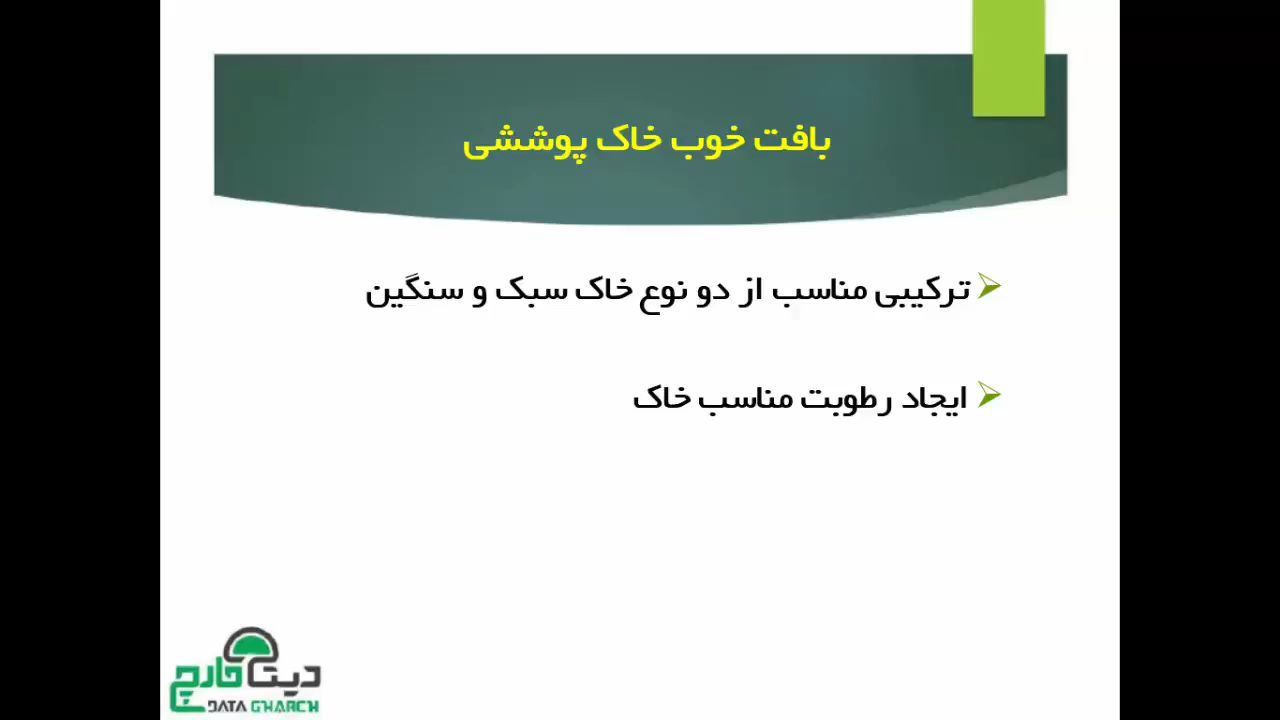 بافت خوب خاک پوششی
ترکیبی مناسب از دو نوع خاک سبک و سنگین
ایجاد رطوبت مناسب خاک
دیتا قارچ
DATA GHARCH